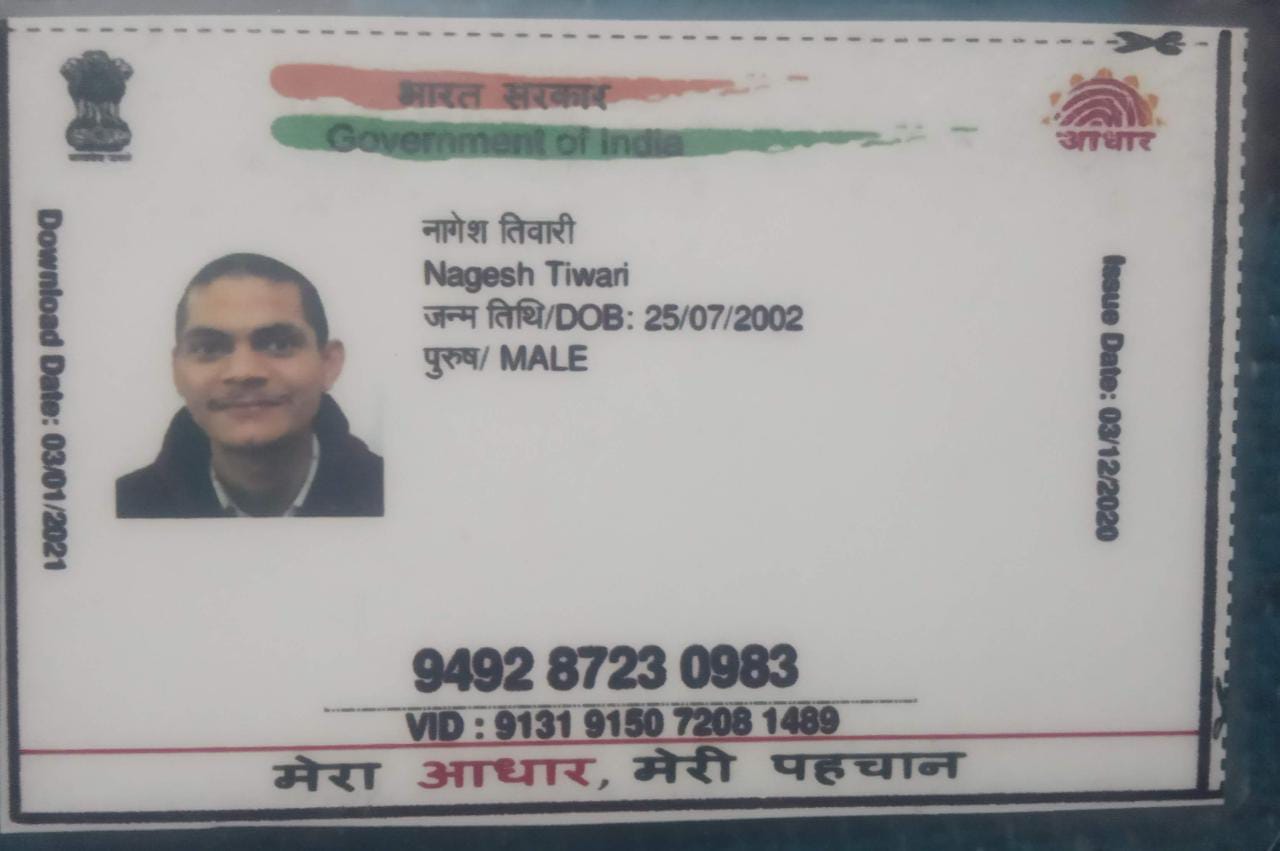 भारत सरकार
Government of India
आधार
Download Date: 03/01/2021
नागेश तिवारी
Nagesh Tiwari
जन्म तिथि/DOB: 25/07/2002
पुरुष/ MALE
Issue Date: 03/12/2020
9492 8723 0983
VID : 9131 9150 7208 1489
मेरा आधार, मेरी पहचान